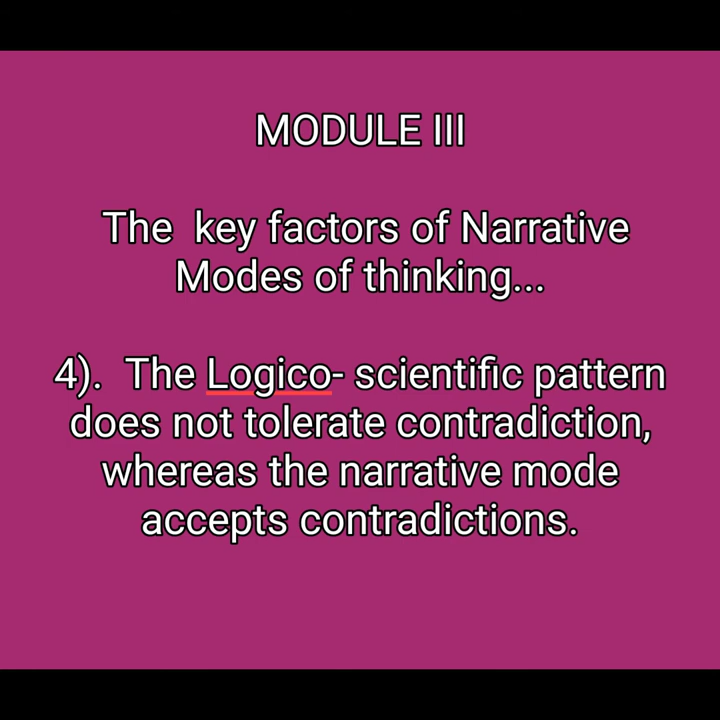 MODULE III
The key factors of Narrative
Modes of thinking...
4). The Logico- scientific pattern
does not tolerate contradiction,
whereas the narrative mode
accepts contradictions.